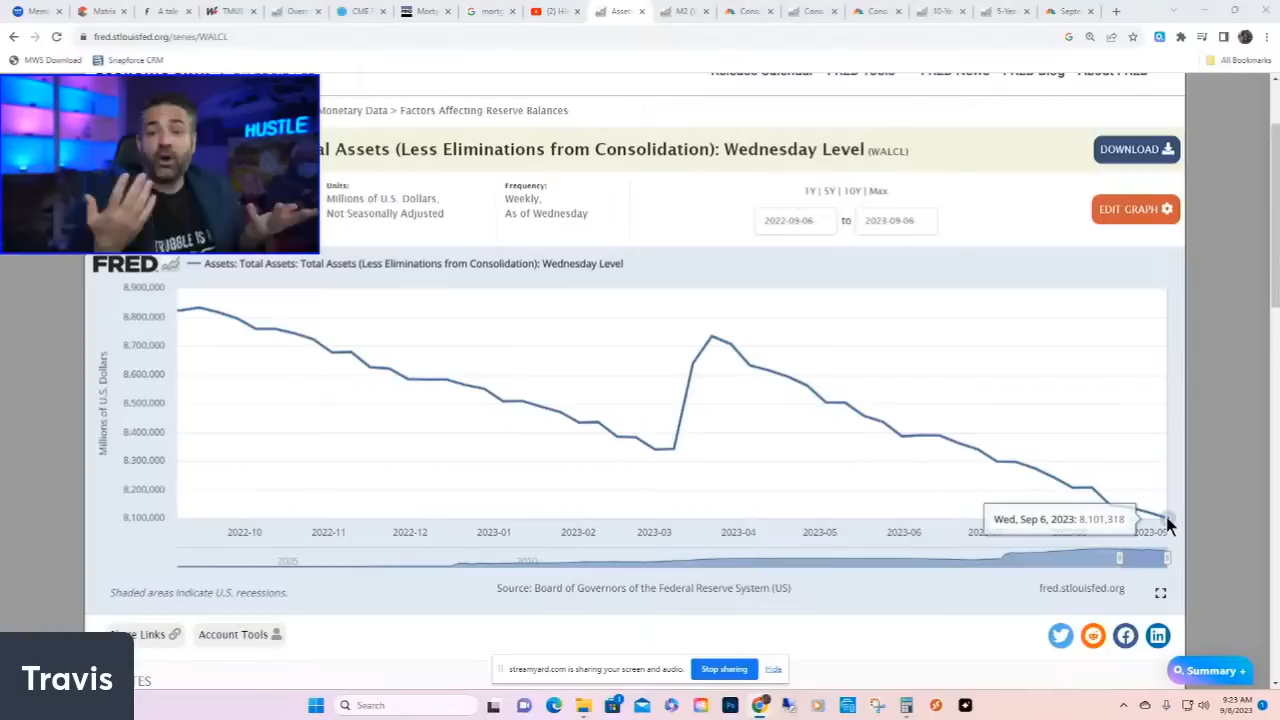 fred.stlouisfed.org/series/WALCL
MWS Download
Snapforce CRM
All Bookmarks
HUSTLE
Monetary Data > Factors Affecting Reserve Balances
al Assets (Less Eliminations from Consolidation): Wednesday Level (WALCL)
DOWNLOAD
Units:
Millions of U.S. Dollars,
Not Seasonally Adjusted
Frequency:
Weekly,
As of Wednesday
1Y | 5Y | 10Y | Max
2022-09-06 to 2023-09-06
EDIT GRAPH
FRED
Assets: Total Assets: Total Assets (Less Eliminations from Consolidation): Wednesday Level
8,900,000
8,800,000
8,700,000
8,600,000
8,500,000
8,400,000
8,300,000
8,200,000
8,100,000
Millions of U.S. Dollars
Wed, Sep 6, 2023: 8,101,318
2022-10 2022-11 2022-12 2023-01 2023-02 2023-03 2023-04 2023-05 2023-06 2023-09
2005 2010
Shaded areas indicate U.S. recessions.
Source: Board of Governors of the Federal Reserve System (US)
fred.stlouisfed.org
Links
Account Tools
streamyard.com is sharing your screen and audio.
Stop sharing
Hide
Summary +
Travis
Search
9:23 AM
9/8/2023